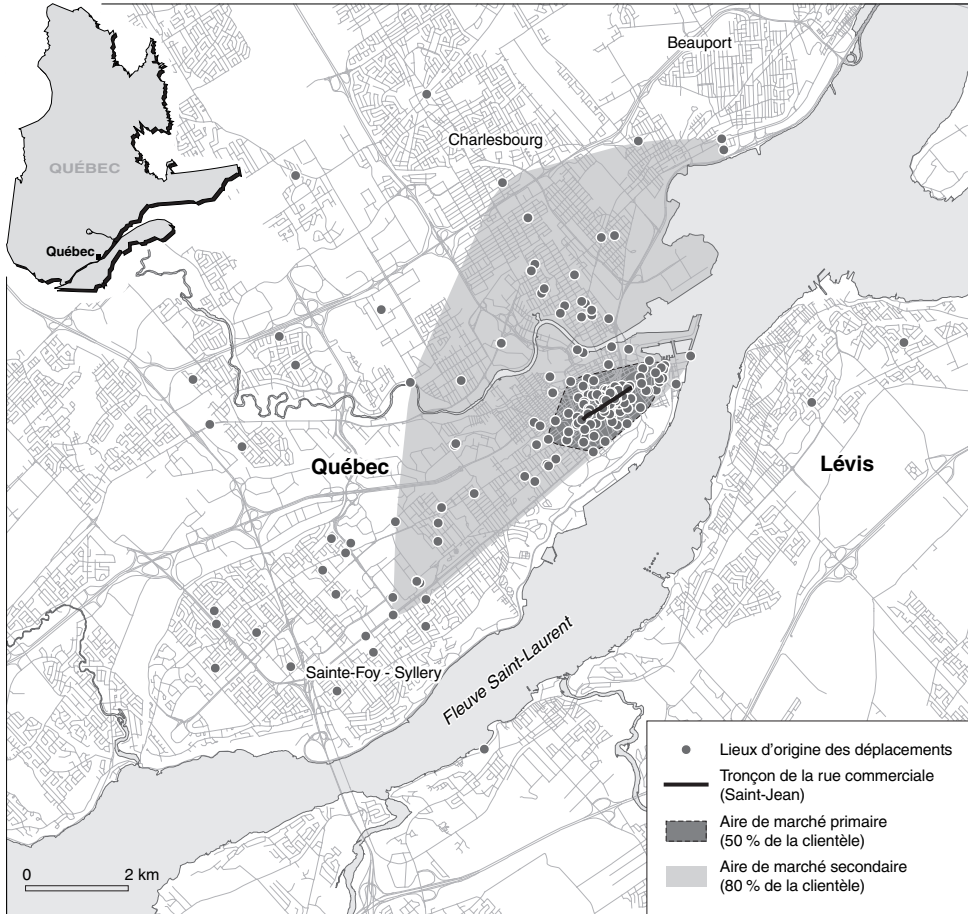 Beauport
Charlesbourg
QUÉBEC
Québec
Québec
Lévis
Sainte-Foy - Syllery
Fleuve Saint-Laurent
Lieux d'origine des déplacements
Tronçon de la rue commerciale
(Saint-Jean)
Aire de marché primaire
(50 % de la clientèle)
Aire de marché secondaire
(80 % de la clientèle)
0 2 km